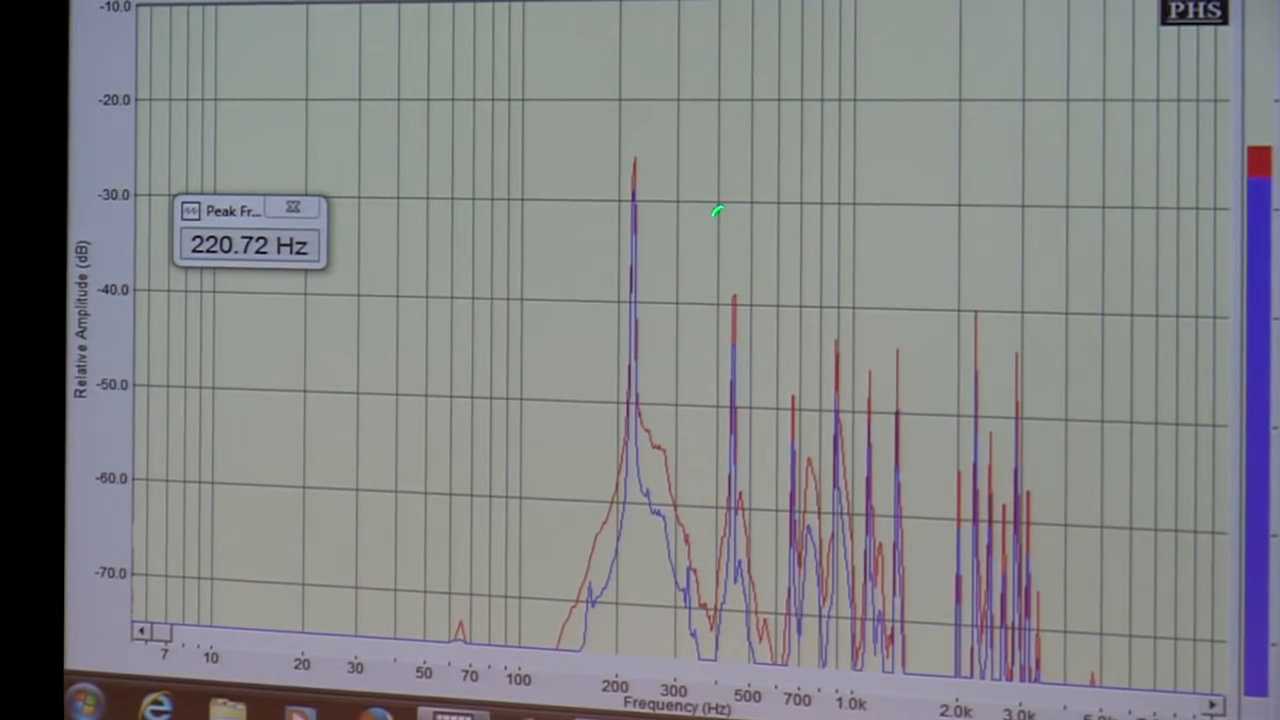 -10.0
PHS
-20.0
-30.0
Peak Fr...
220.72 Hz
-40.0
Relative Amplitude (dB)
-50.0
-60.0
-70.0
7 10 20 30 50 70 100 200 300 500 700 1.0k 2.0k 3.0k
Frequency (Hz)